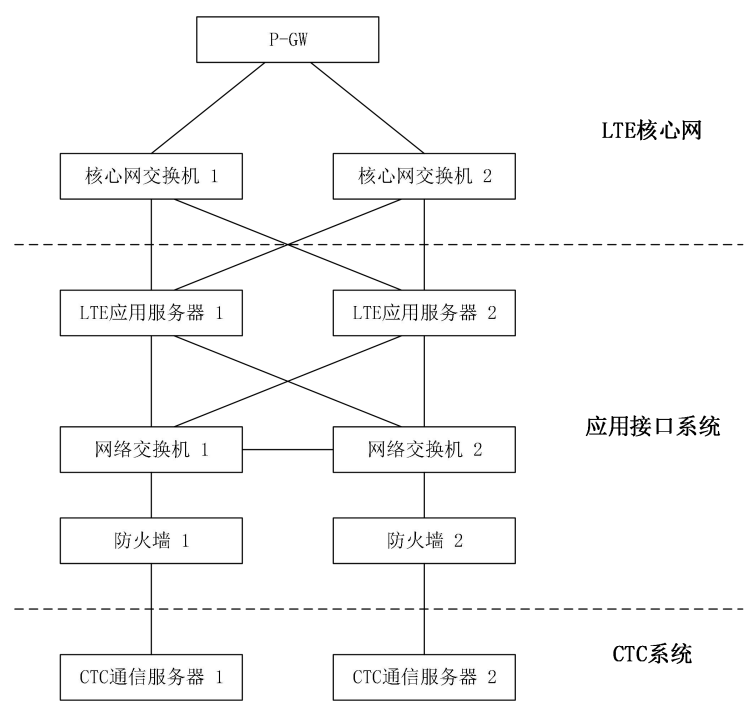 P-GW
LTE核心网
核心网交换机 1
核心网交换机 2
LTE应用服务器 1
LTE应用服务器 2
应用接口系统
网络交换机 1
网络交换机 2
防火墙 1
防火墙 2
CTC系统
CTC通信服务器 1
CTC通信服务器 2